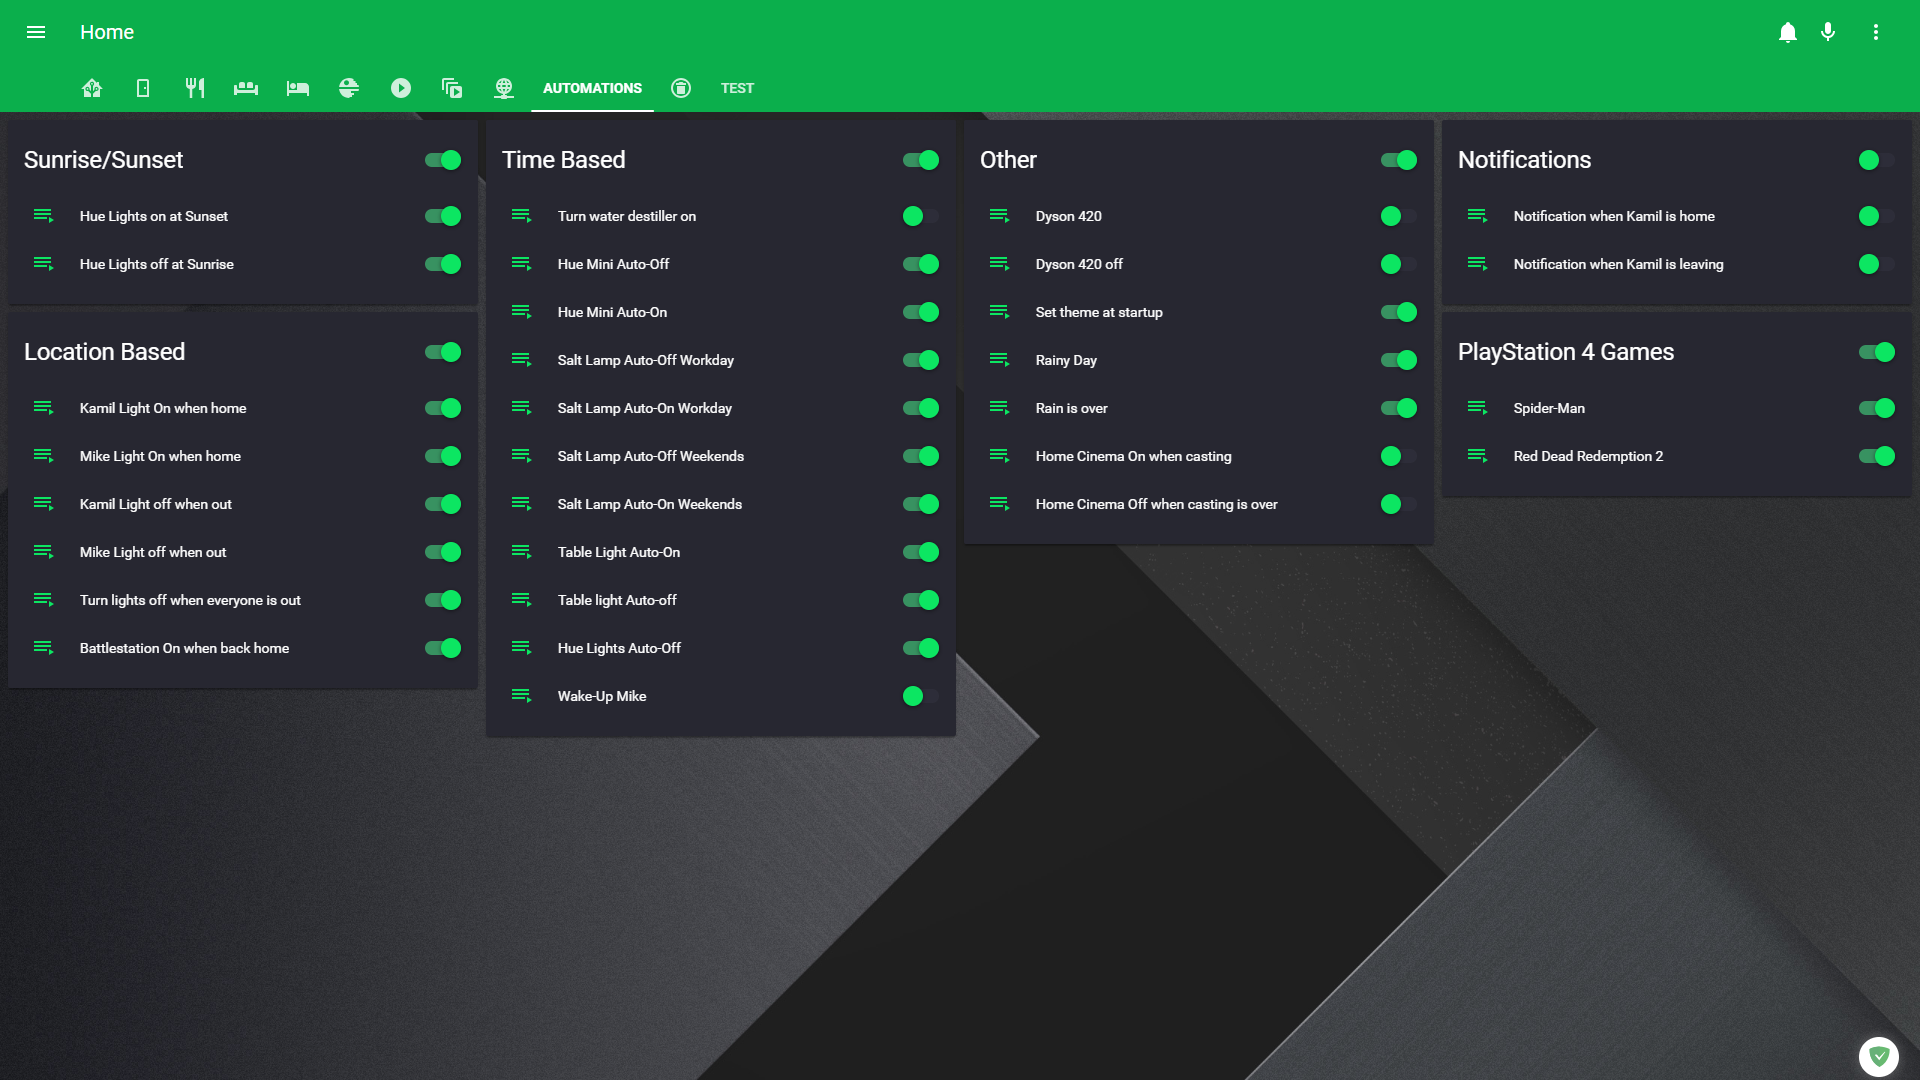 Home
AUTOMATIONS
TEST
Sunrise/Sunset
Hue Lights on at Sunset
Hue Lights off at Sunrise
Location Based
Kamil Light On when home
Mike Light On when home
Kamil Light off when out
Mike Light off when out
Turn lights off when everyone is out
Battlestation On when back home
Time Based
Turn water destiller on
Hue Mini Auto-Off
Hue Mini Auto-On
Salt Lamp Auto-Off Workday
Salt Lamp Auto-On Workday
Salt Lamp Auto-Off Weekends
Salt Lamp Auto-On Weekends
Table Light Auto-On
Table light Auto-off
Hue Lights Auto-Off
Wake-Up Mike
Other
Dyson 420
Dyson 420 off
Set theme at startup
Rainy Day
Rain is over
Home Cinema On when casting
Home Cinema Off when casting is over
Notifications
Notification when Kamil is home
Notification when Kamil is leaving
PlayStation 4 Games
Spider-Man
Red Dead Redemption 2